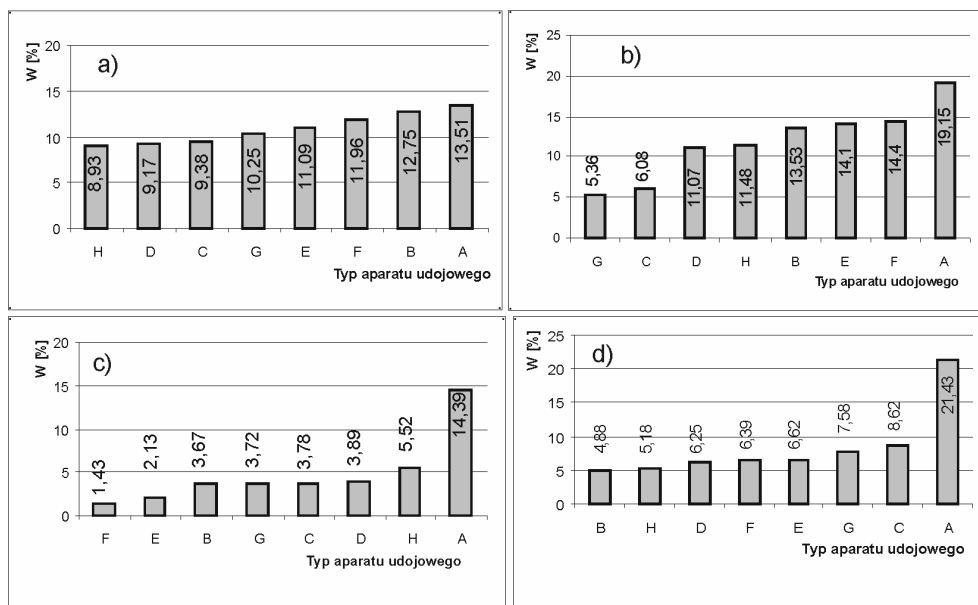 a)
W [%]
20
15
10
5
0
8,93 9,17 9,38 10,25 11,09 11,96 12,75 13,51
H D C G E F B A
Typ aparatu udojowego
b)
W [%]
25
20
15
10
5
0
5,36 6,08 11,07 11,48 13,53 14,1 14,4 19,15
G C D H B E F A
Typ aparatu udojowego
c)
W [%]
20
15
10
5
0
1,43 2,13 3,67 3,72 3,78 3,89 5,52 14,39
F E B G C D H A
Typ aparatu udojowego
d)
W [%]
25
20
15
10
5
0
4,88 5,18 6,25 6,39 6,62 7,58 8,62 21,43
B H D F E G C A
Typ aparatu udojowego